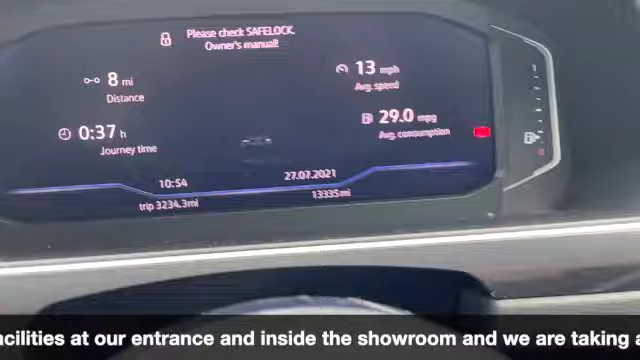 Please check SAFELOCK.
Owner's manual!
8 mi
Distance
13 mph
Avg. speed
0:37 h
Journey time
29.0 mpg
Avg. consumption
10:54
27.07.2021
trip 3234.3mi
13335mi
cilities at our entrance and inside the showroom and we are taking a